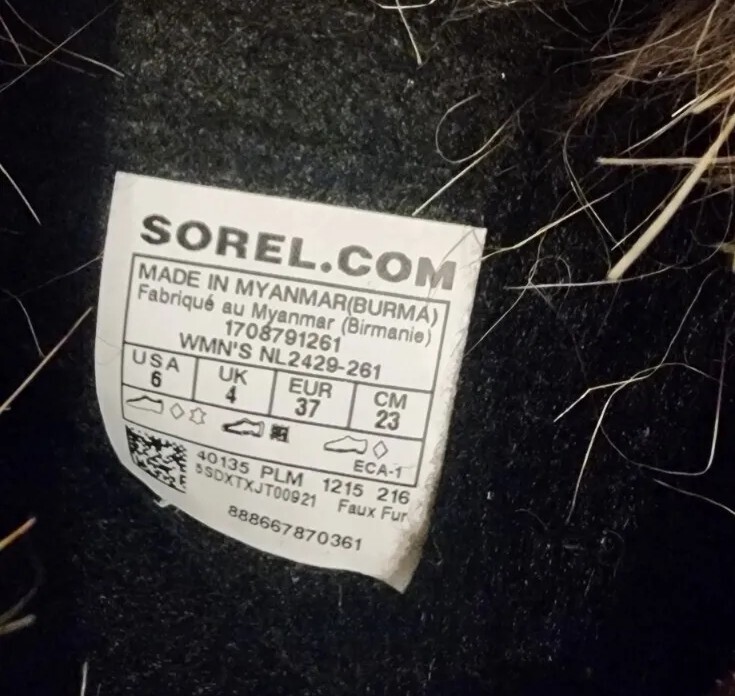 SOREL.COM
MADE IN MYANMAR(BURMA)
Fabriqué au Myanmar (Birmanie)
1708791261
WMN'S NL2429-261
USA UK EUR CM
6 4 37 23
ECA-1
40135 PLM 1215 216
5SDXTXJT00921 Faux Fur
888667870361